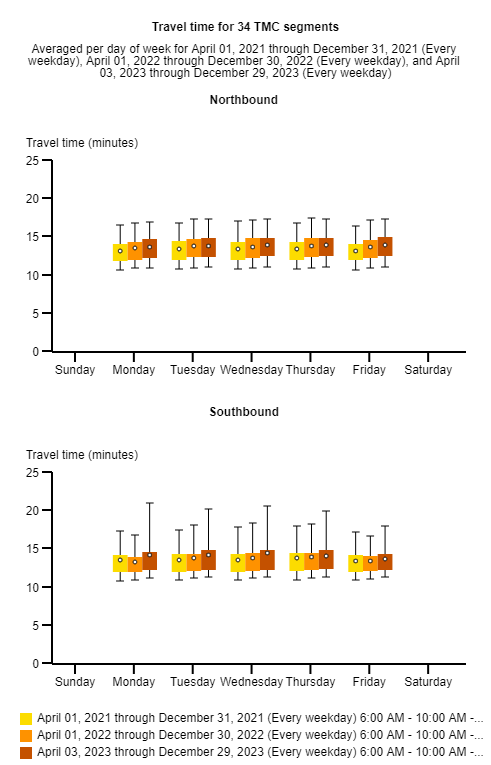 Travel time for 34 TMC segments
Averaged per day of week for April 01, 2021 through December 31, 2021 (Every
weekday), April 01, 2022 through December 30, 2022 (Every weekday), and April
03, 2023 through December 29, 2023 (Every weekday)
Northbound
Travel time (minutes)
25
20
15
10
5
0
Sunday Monday Tuesday Wednesday Thursday Friday Saturday
Southbound
Travel time (minutes)
25
20
15
10
5
0
Sunday Monday Tuesday Wednesday Thursday Friday Saturday
April 01, 2021 through December 31, 2021 (Every weekday) 6:00 AM - 10:00 AM -...
April 01, 2022 through December 30, 2022 (Every weekday) 6:00 AM - 10:00 AM -...
April 03, 2023 through December 29, 2023 (Every weekday) 6:00 AM - 10:00 AM -...